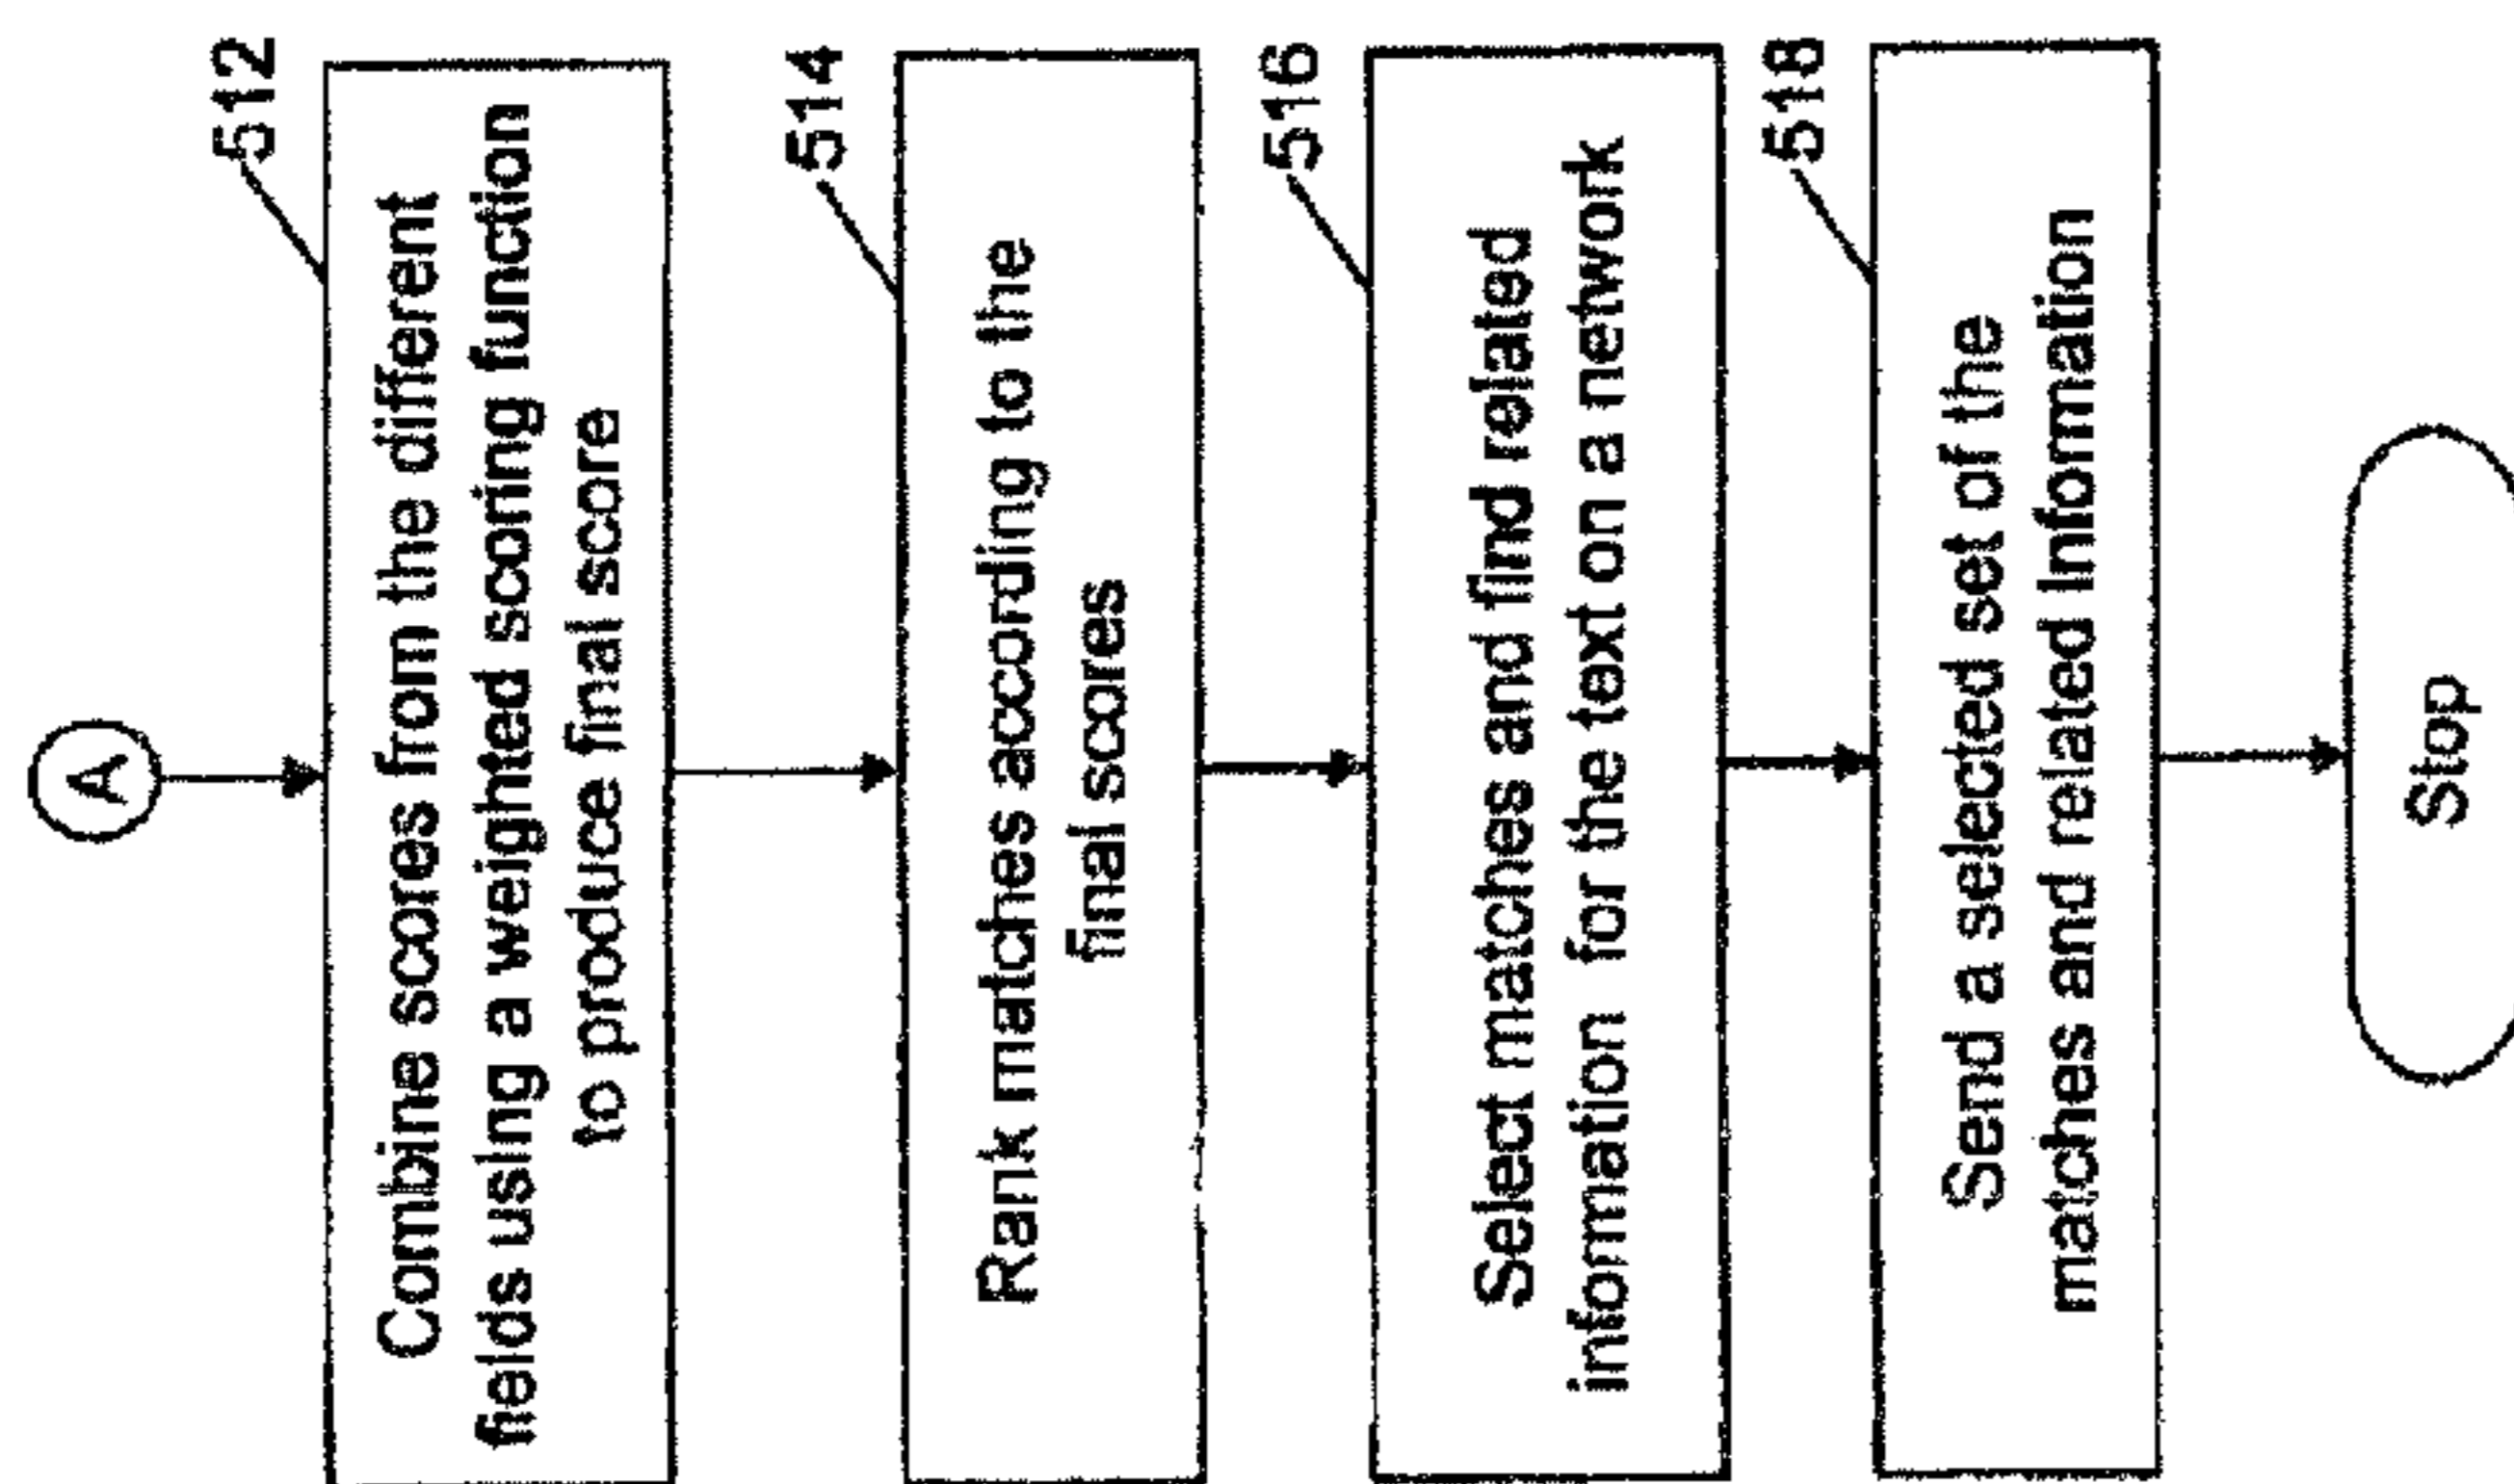 A
512
Combine scores from the different
fields using a weighted scoring function
to produce final score
514
Rank matches according to the
final scores
516
Select matches and find related
information for the text on a network
518
Send a selected set of the
matches and related information
Stop